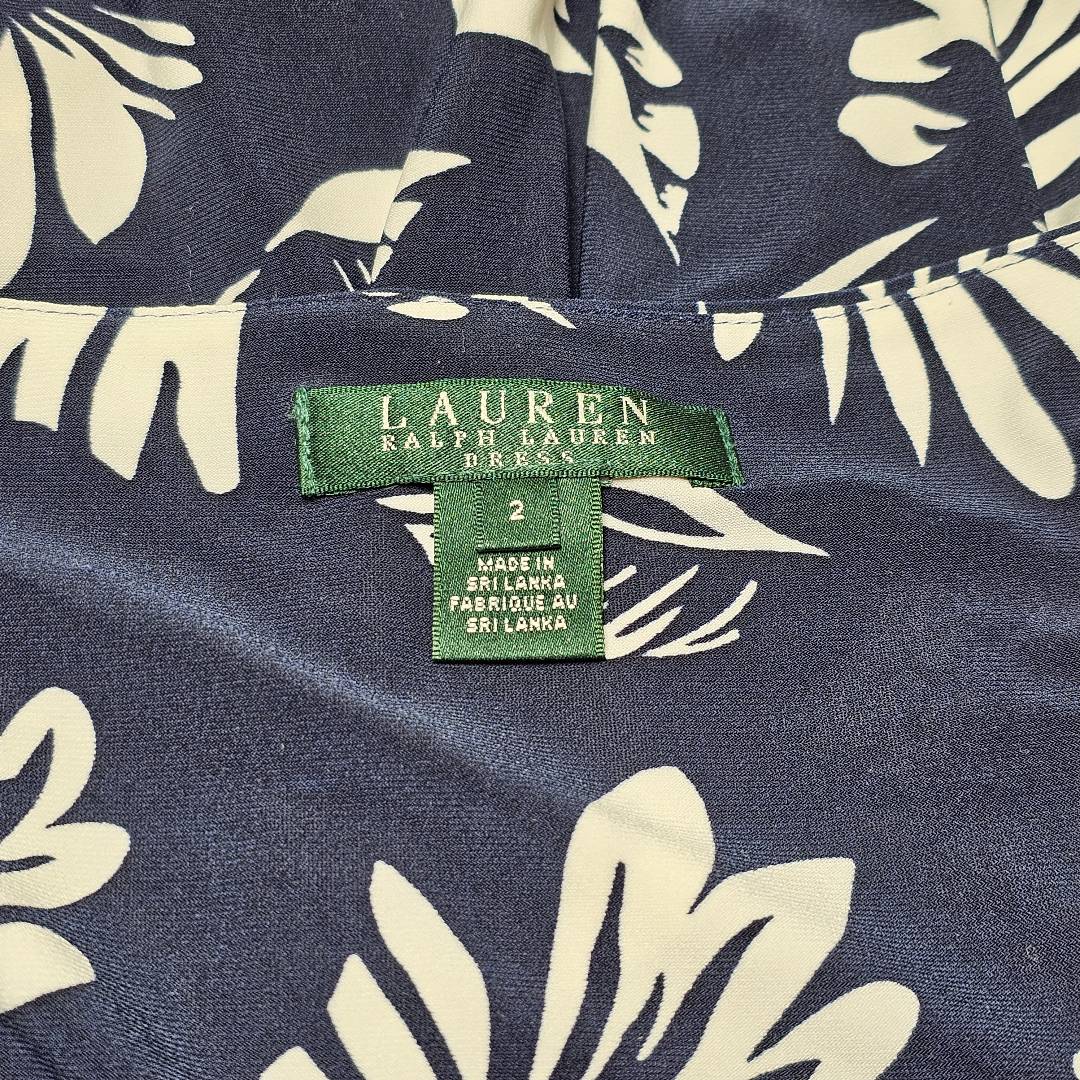 LAUREN
RALPH LAUREN
DRESS
2
MADE IN
SRI LANKA
FABRIQUE AU
SRI LANKA